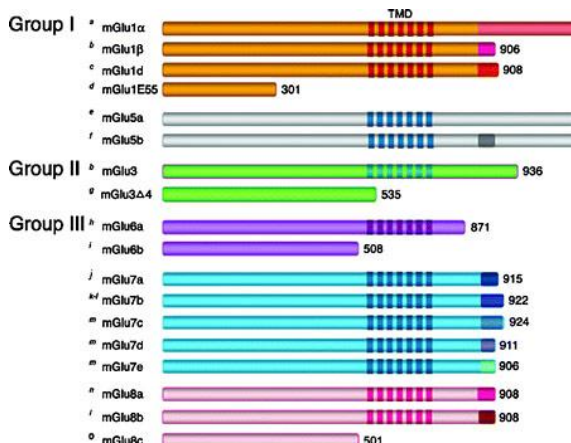 TMD
Group I a mGlu1α
b mGlu1β 906
c mGlu1d 908
d mGlu1E55 301
e mGlu5a
f mGlu5b
Group II b mGlu3 936
g mGlu3Δ4 535
Group III h mGlu6a 871
i mGlu6b 508
j mGlu7a 915
k-l mGlu7b 922
m mGlu7c 924
m mGlu7d 911
m mGlu7e 906
n mGlu8a 908
l mGlu8b 908
o mGlu8c 501